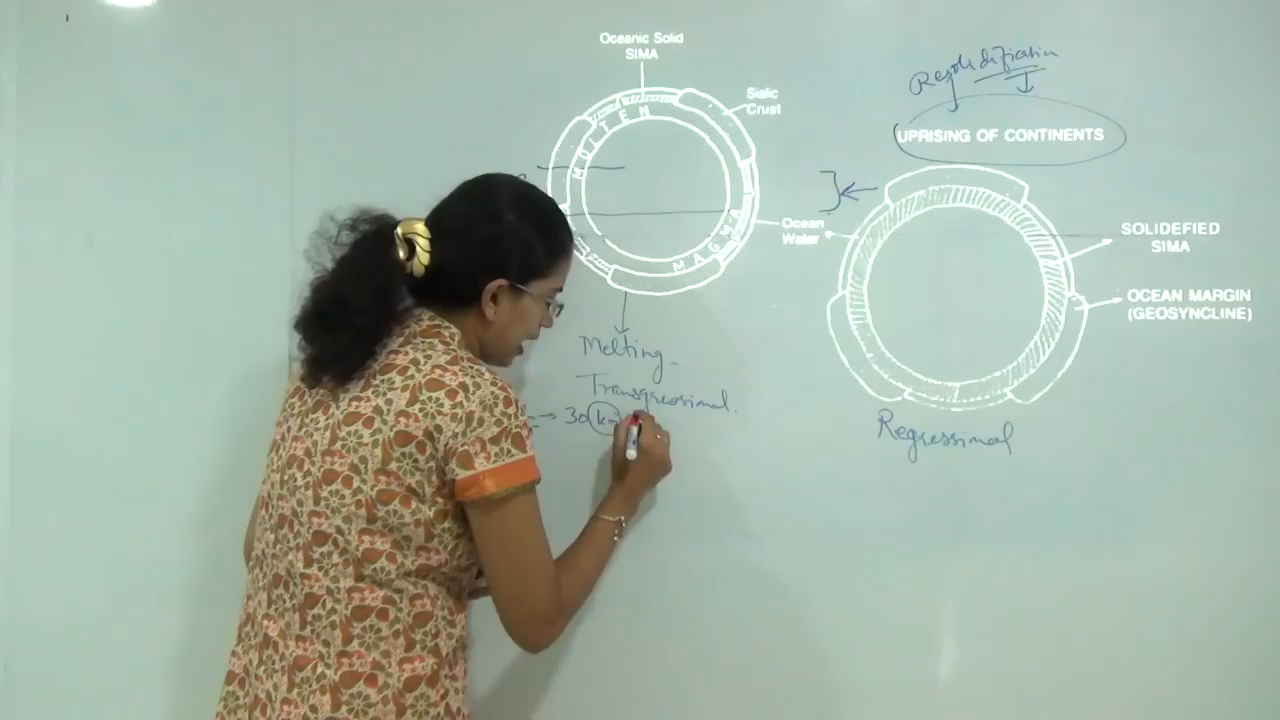 Oceanic Solid
SIMA
Sialic
Crust
MOLTEN
MAGMA
Ocean
Water
Melting -
Transgressional.
→ 30 km
UPRISING OF CONTINENTS
SOLIDEFIED
SIMA
OCEAN MARGIN
(GEOSYNCLINE)
Regressional